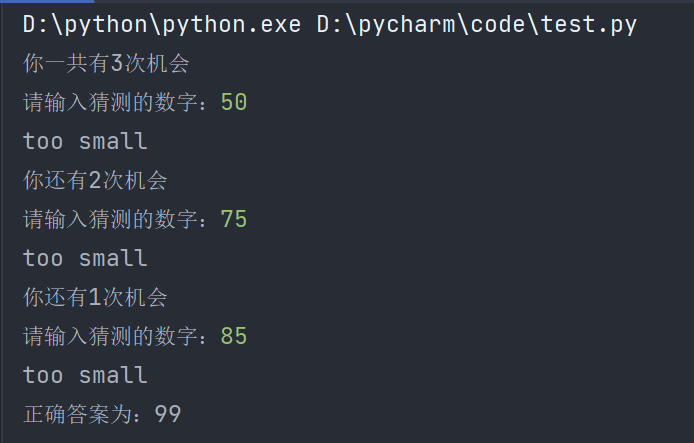 D:\python\python.exe D:\pycharm\code\test.py
你一共有3次机会
请输入猜测的数字：50
too small
你还有2次机会
请输入猜测的数字：75
too small
你还有1次机会
请输入猜测的数字：85
too small
正确答案为：99